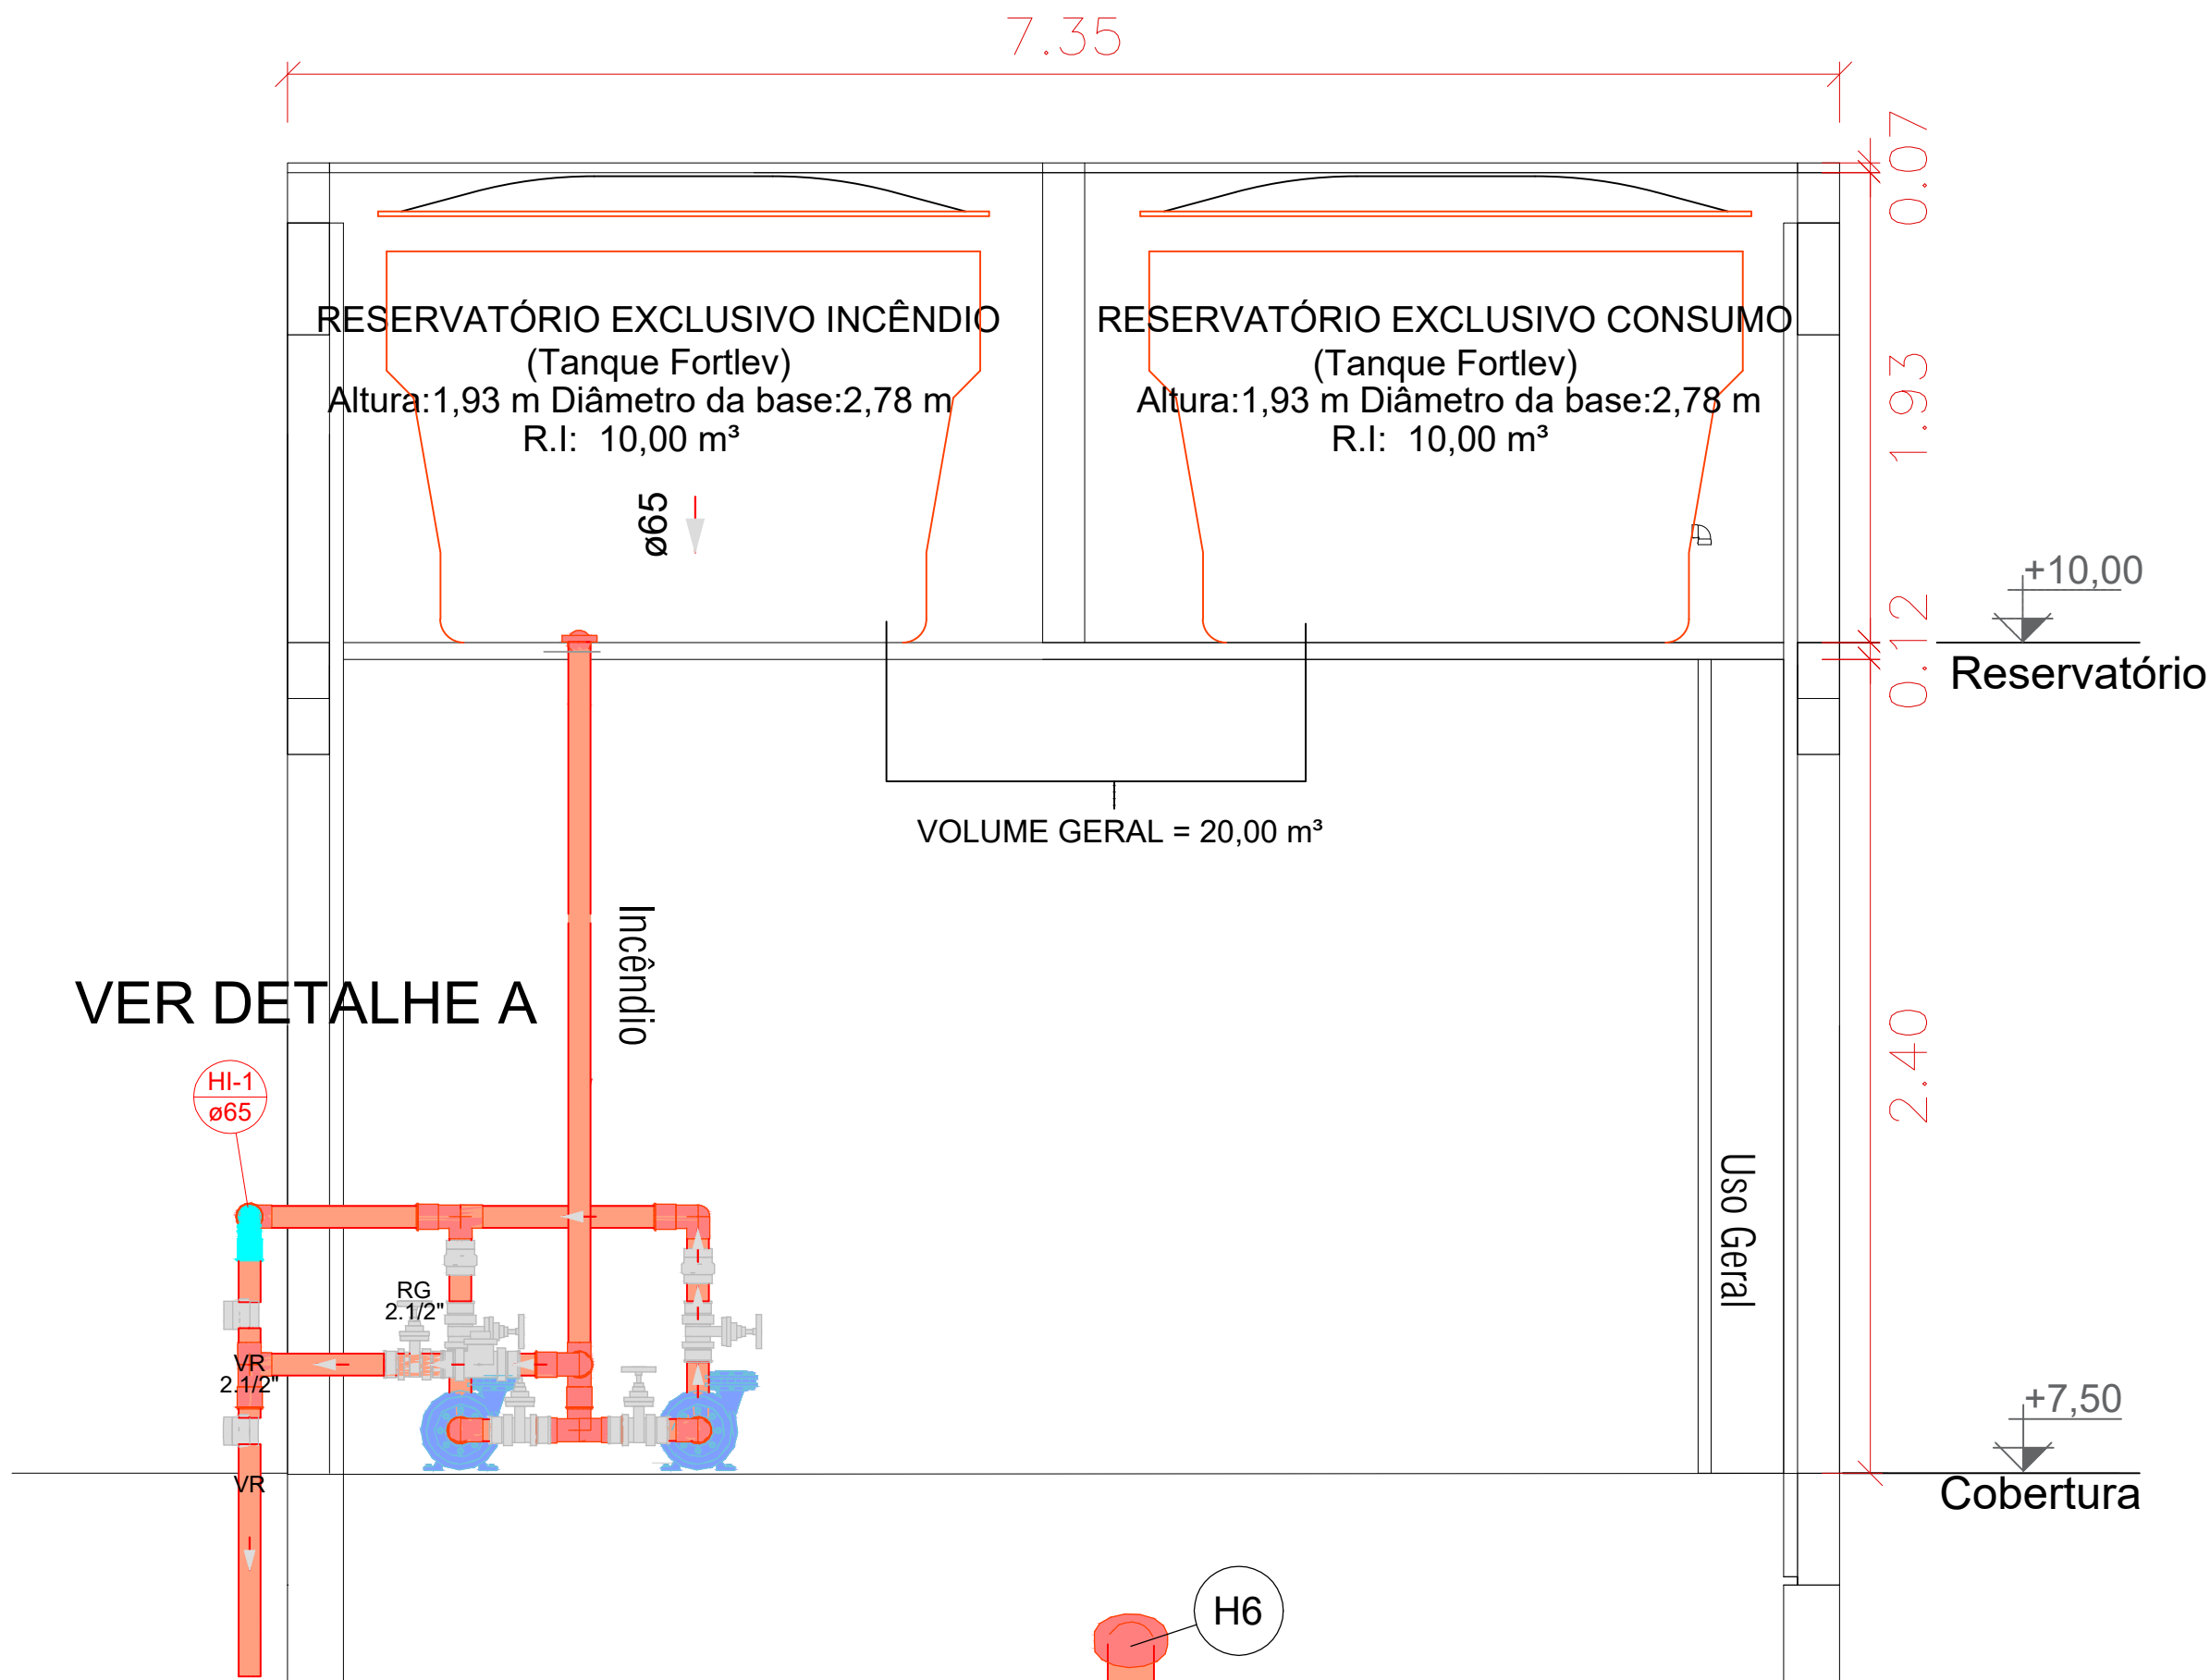 7.35
0.07
RESERVATÓRIO EXCLUSIVO INCÊNDIO
(Tanque Fortlev)
Altura:1,93 m Diâmetro da base:2,78 m
R.I: 10,00 m³
RESERVATÓRIO EXCLUSIVO CONSUMO
(Tanque Fortlev)
Altura:1,93 m Diâmetro da base:2,78 m
R.I: 10,00 m³
1.93
ø65
+10,00
0.12
Reservatório
VOLUME GERAL = 20,00 m³
Incêndio
VER DETALHE A
2.40
HI-1
ø65
Uso Geral
RG
2.1/2"
VR
2.1/2"
+7,50
VR
Cobertura
H6